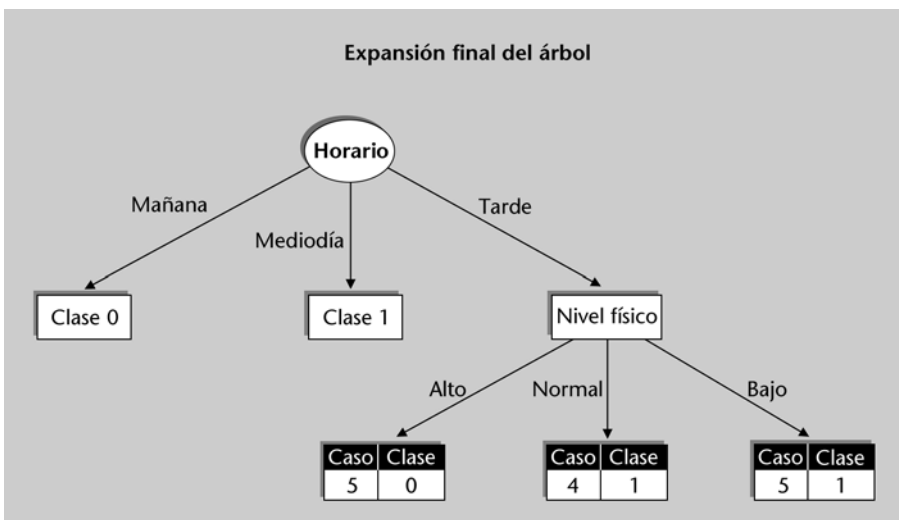 Expansión final del árbol
Horario
Mañana
Mediodía
Tarde
Clase 0
Clase 1
Nivel físico
Alto
Normal
Bajo
Caso Clase
5 0
Caso Clase
4 1
Caso Clase
5 1